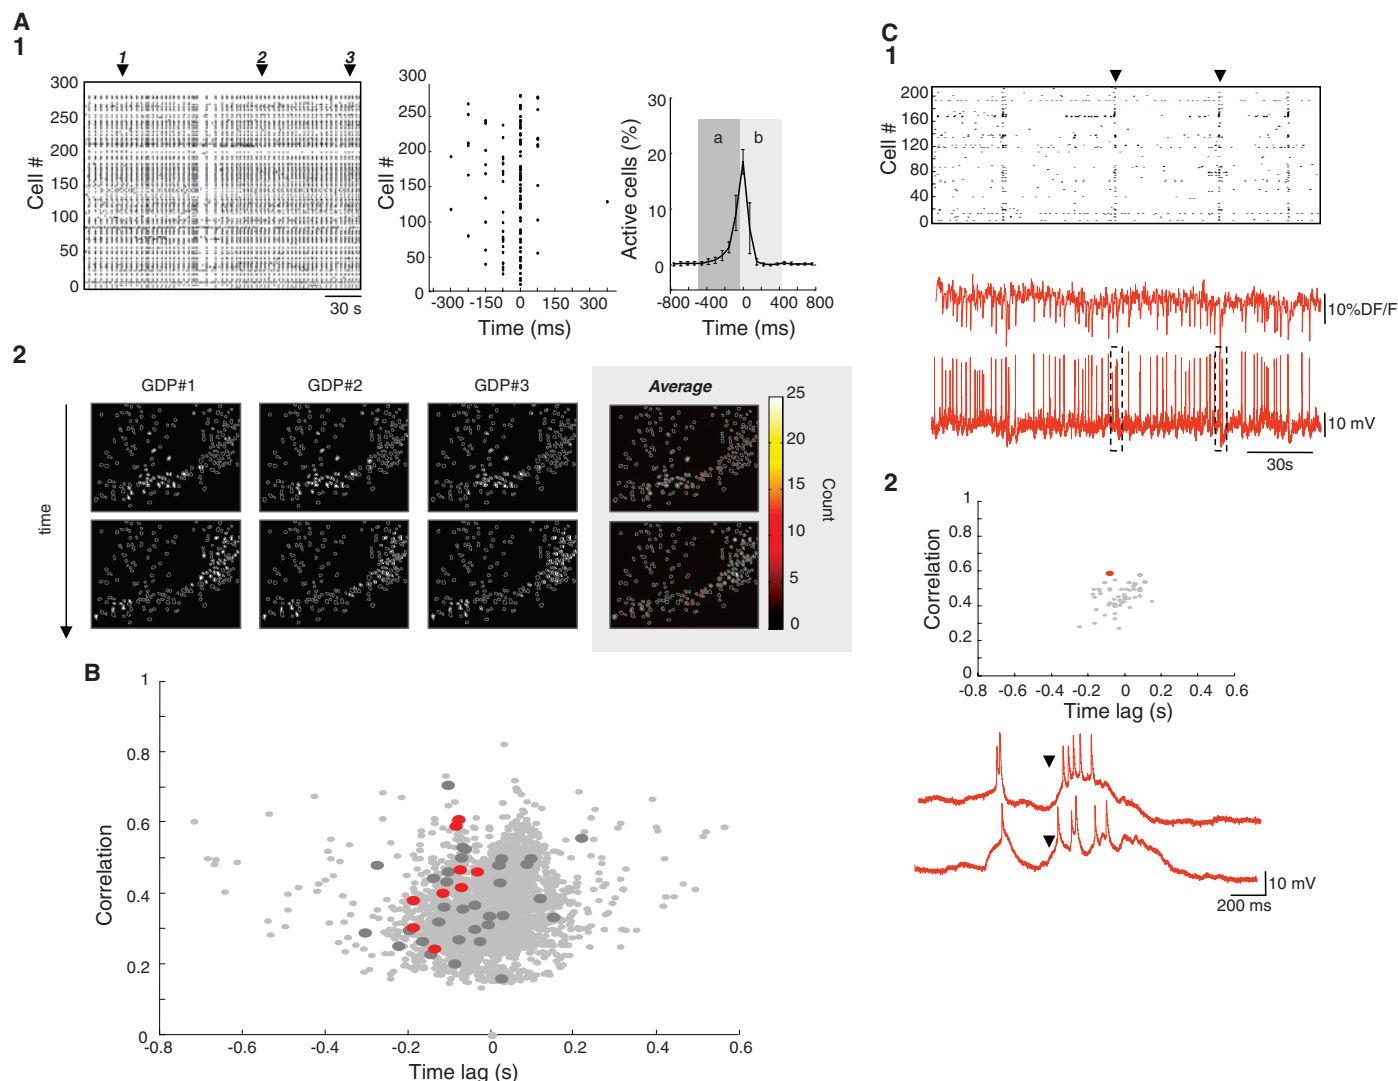 A
1
1 2 3
300
250
200
150
100
50
0
Cell #
30 s
300
250
200
150
100
50
0
Cell #
-300 -150 0 150 300
Time (ms)
30
20
10
0
Active cells (%)
a b
-800 -400 0 400 800
Time (ms)
2
GDP#1 GDP#2 GDP#3 Average
time
25
20
15
10
5
0
Count
B
1
0.8
0.6
0.4
0.2
0
Correlation
-0.8 -0.6 -0.4 -0.2 0 0.2 0.4 0.6
Time lag (s)
C
1
200
160
120
80
40
0
Cell #
10%DF/F
10 mV
30s
2
1
0.8
0.6
0.4
0.2
0
Correlation
-0.8 -0.6 -0.4 -0.2 0 0.2 0.4 0.6
Time lag (s)
10 mV
200 ms